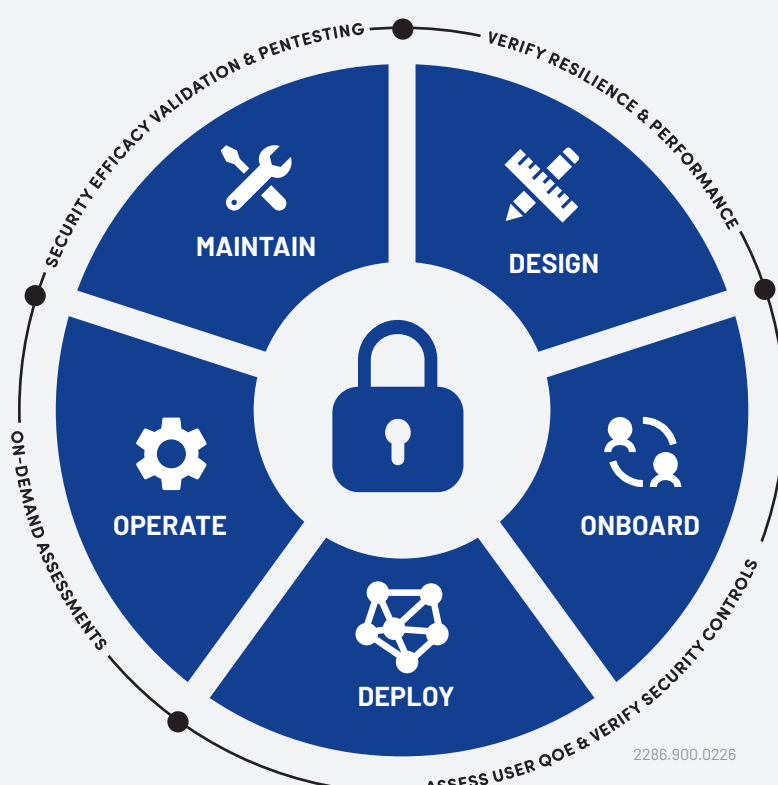 SECURITY EFFICACY VALIDATION & PENTESTING
VERIFY RESILIENCE & PERFORMANCE
MAINTAIN
DESIGN
OPERATE
ONBOARD
DEPLOY
ON-DEMAND ASSESSMENTS
ASSESS USER QOE & VERIFY SECURITY CONTROLS
2286.900.0226